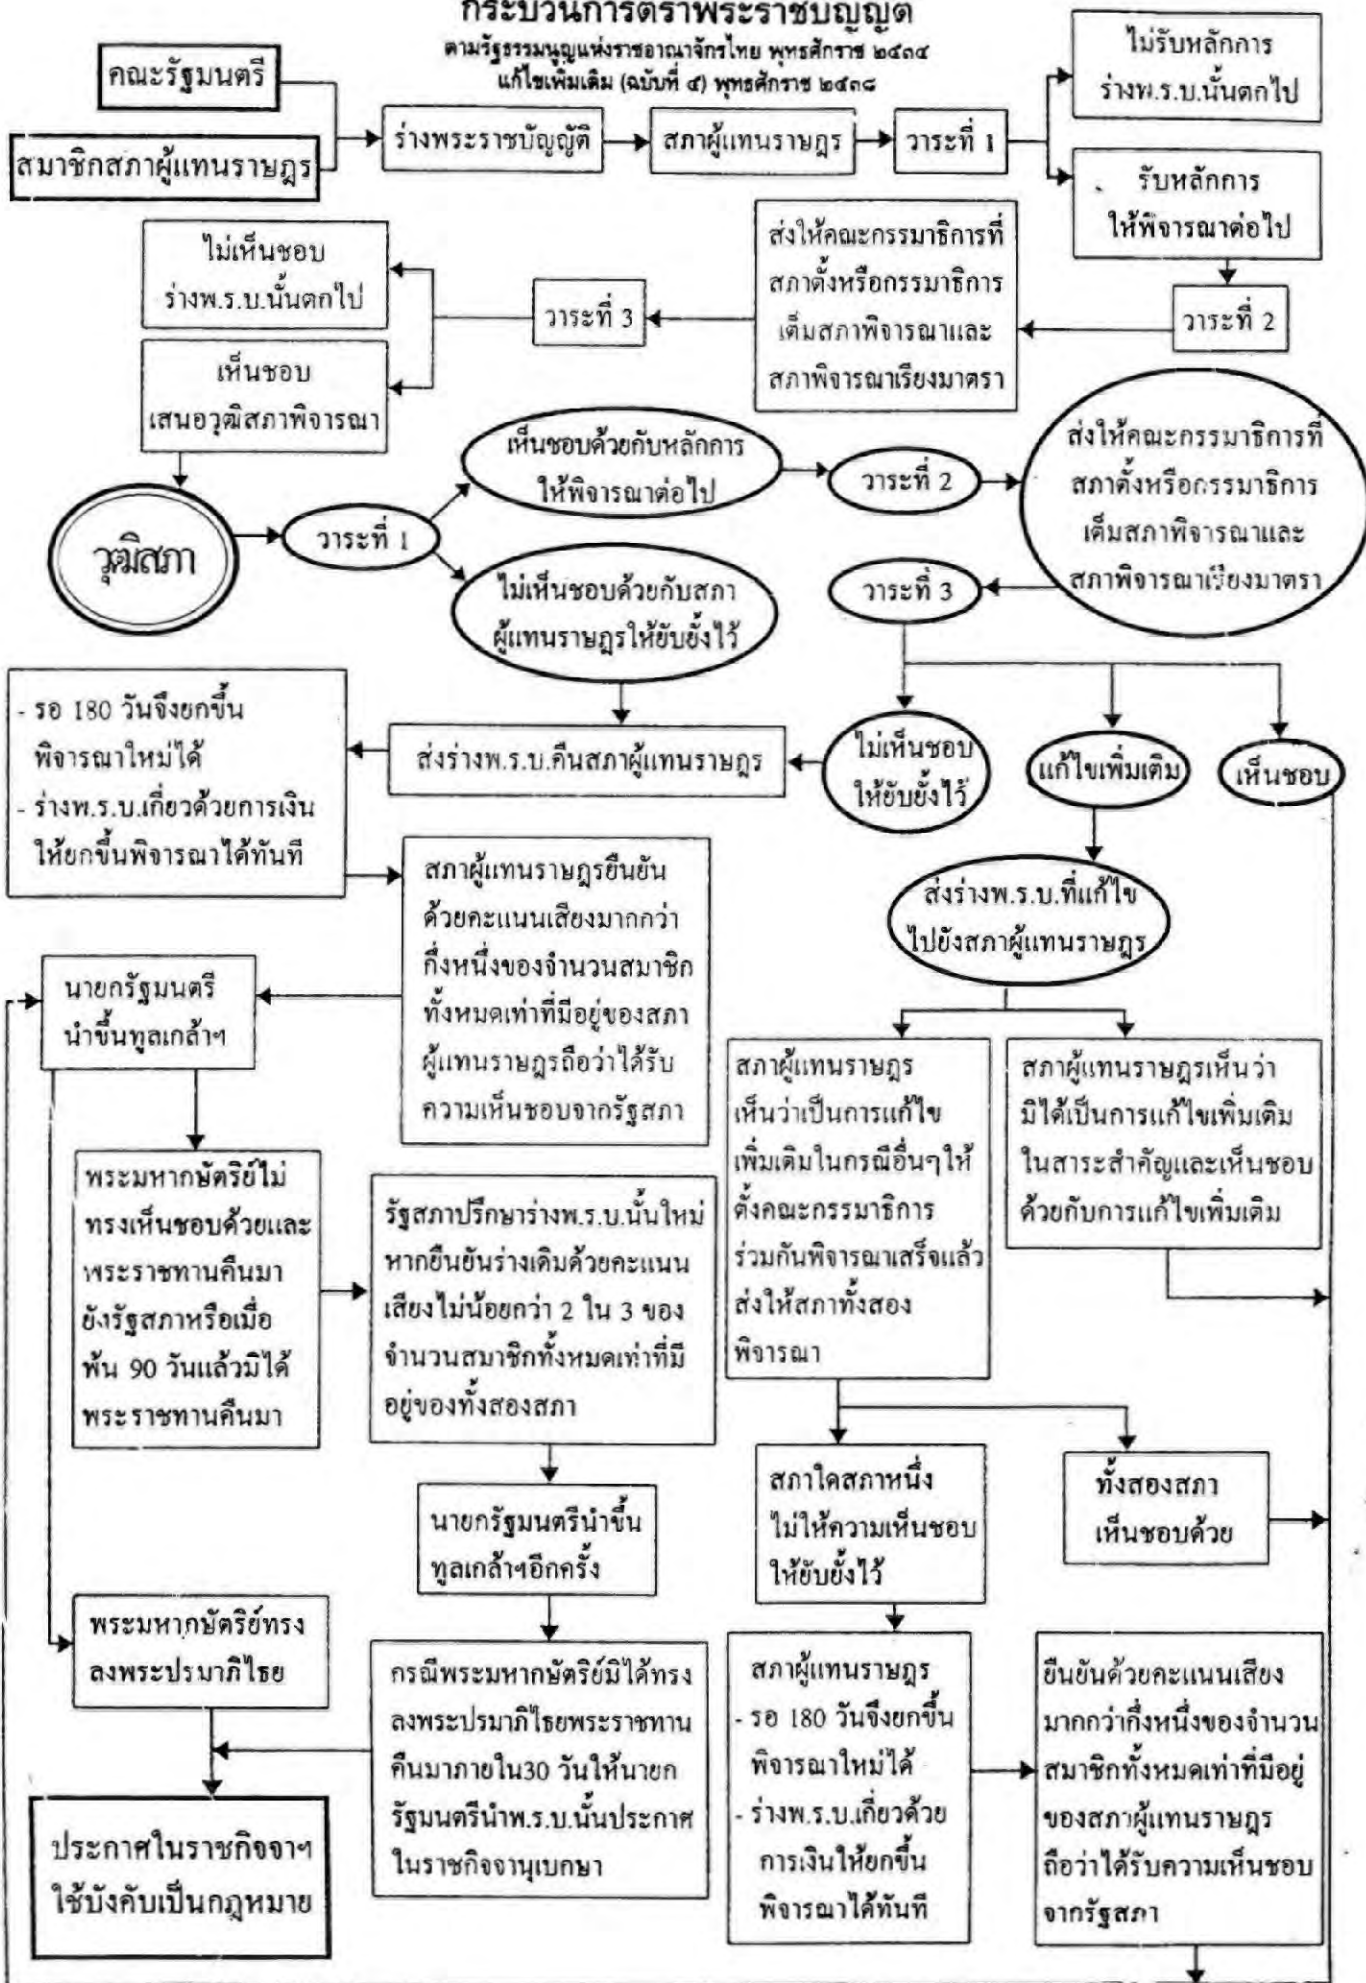 กระบวนการตราพระราชบัญญัติ
ตามรัฐธรรมนูญแห่งราชอาณาจักรไทย พุทธศักราช ๒๕๓๔
แก้ไขเพิ่มเติม (ฉบับที่ ๕) พุทธศักราช ๒๕๓๘
คณะรัฐมนตรี
สมาชิกสภาผู้แทนราษฎร
ร่างพระราชบัญญัติ
สภาผู้แทนราษฎร
วาระที่ 1
ไม่รับหลักการ
ร่างพ.ร.บ.นั้นตกไป
รับหลักการ
ให้พิจารณาต่อไป
วาระที่ 2
ส่งให้คณะกรรมาธิการที่
สภาตั้งหรือกรรมาธิการ
เต็มสภาพิจารณาและ
สภาพิจารณาเรียงมาตรา
วาระที่ 3
ไม่เห็นชอบ
ร่างพ.ร.บ.นั้นตกไป
เห็นชอบ
เสนอวุฒิสภาพิจารณา
วุฒิสภา
วาระที่ 1
เห็นชอบด้วยกับหลักการ
ให้พิจารณาต่อไป
ไม่เห็นชอบด้วยกับสภา
ผู้แทนราษฎรให้ยับยั้งไว้
วาระที่ 2
ส่งให้คณะกรรมาธิการที่
สภาตั้งหรือกรรมาธิการ
เต็มสภาพิจารณาและ
สภาพิจารณาเรียงมาตรา
วาระที่ 3
ไม่เห็นชอบ
ให้ยับยั้งไว้
แก้ไขเพิ่มเติม
เห็นชอบ
ส่งร่างพ.ร.บ.คืนสภาผู้แทนราษฎร
- รอ 180 วันจึงยกขึ้น
พิจารณาใหม่ได้
- ร่างพ.ร.บ.เกี่ยวด้วยการเงิน
ให้ยกขึ้นพิจารณาได้ทันที
สภาผู้แทนราษฎรยืนยัน
ด้วยคะแนนเสียงมากกว่า
กึ่งหนึ่งของจำนวนสมาชิก
ทั้งหมดเท่าที่มีอยู่ของสภา
ผู้แทนราษฎรถือว่าได้รับ
ความเห็นชอบจากรัฐสภา
ส่งร่างพ.ร.บ.ที่แก้ไข
ไปยังสภาผู้แทนราษฎร
นายกรัฐมนตรี
นำขึ้นทูลเกล้าฯ
สภาผู้แทนราษฎร
เห็นว่าเป็นการแก้ไข
เพิ่มเติมในกรณีอื่นๆให้
ตั้งคณะกรรมาธิการ
ร่วมกันพิจารณาเสร็จแล้ว
ส่งให้สภาทั้งสอง
พิจารณา
สภาผู้แทนราษฎรเห็นว่า
มิได้เป็นการแก้ไขเพิ่มเติม
ในสาระสำคัญและเห็นชอบ
ด้วยกับการแก้ไขเพิ่มเติม
พระมหากษัตริย์ไม่
ทรงเห็นชอบด้วยและ
พระราชทานคืนมา
ยังรัฐสภาหรือเมื่อ
พ้น 90 วันแล้วมิได้
พระราชทานคืนมา
รัฐสภาปรึกษาร่างพ.ร.บ.นั้นใหม่
หากยืนยันร่างเดิมด้วยคะแนน
เสียงไม่น้อยกว่า 2 ใน 3 ของ
จำนวนสมาชิกทั้งหมดเท่าที่มี
อยู่ของทั้งสองสภา
นายกรัฐมนตรีนำขึ้น
ทูลเกล้าฯอีกครั้ง
สภาใดสภาหนึ่ง
ไม่ให้ความเห็นชอบ
ให้ยับยั้งไว้
ทั้งสองสภา
เห็นชอบด้วย
พระมหากษัตริย์ทรง
ลงพระปรมาภิไธย
กรณีพระมหากษัตริย์มิได้ทรง
ลงพระปรมาภิไธยพระราชทาน
คืนมาภายใน30 วันให้นายก
รัฐมนตรีนำพ.ร.บ.นั้นประกาศ
ในราชกิจจานุเบกษา
สภาผู้แทนราษฎร
- รอ 180 วันจึงยกขึ้น
พิจารณาใหม่ได้
- ร่างพ.ร.บ.เกี่ยวด้วย
การเงินให้ยกขึ้น
พิจารณาได้ทันที
ยืนยันด้วยคะแนนเสียง
มากกว่ากึ่งหนึ่งของจำนวน
สมาชิกทั้งหมดเท่าที่มีอยู่
ของสภาผู้แทนราษฎร
ถือว่าได้รับความเห็นชอบ
จากรัฐสภา
ประกาศในราชกิจจาฯ
ใช้บังคับเป็นกฎหมาย